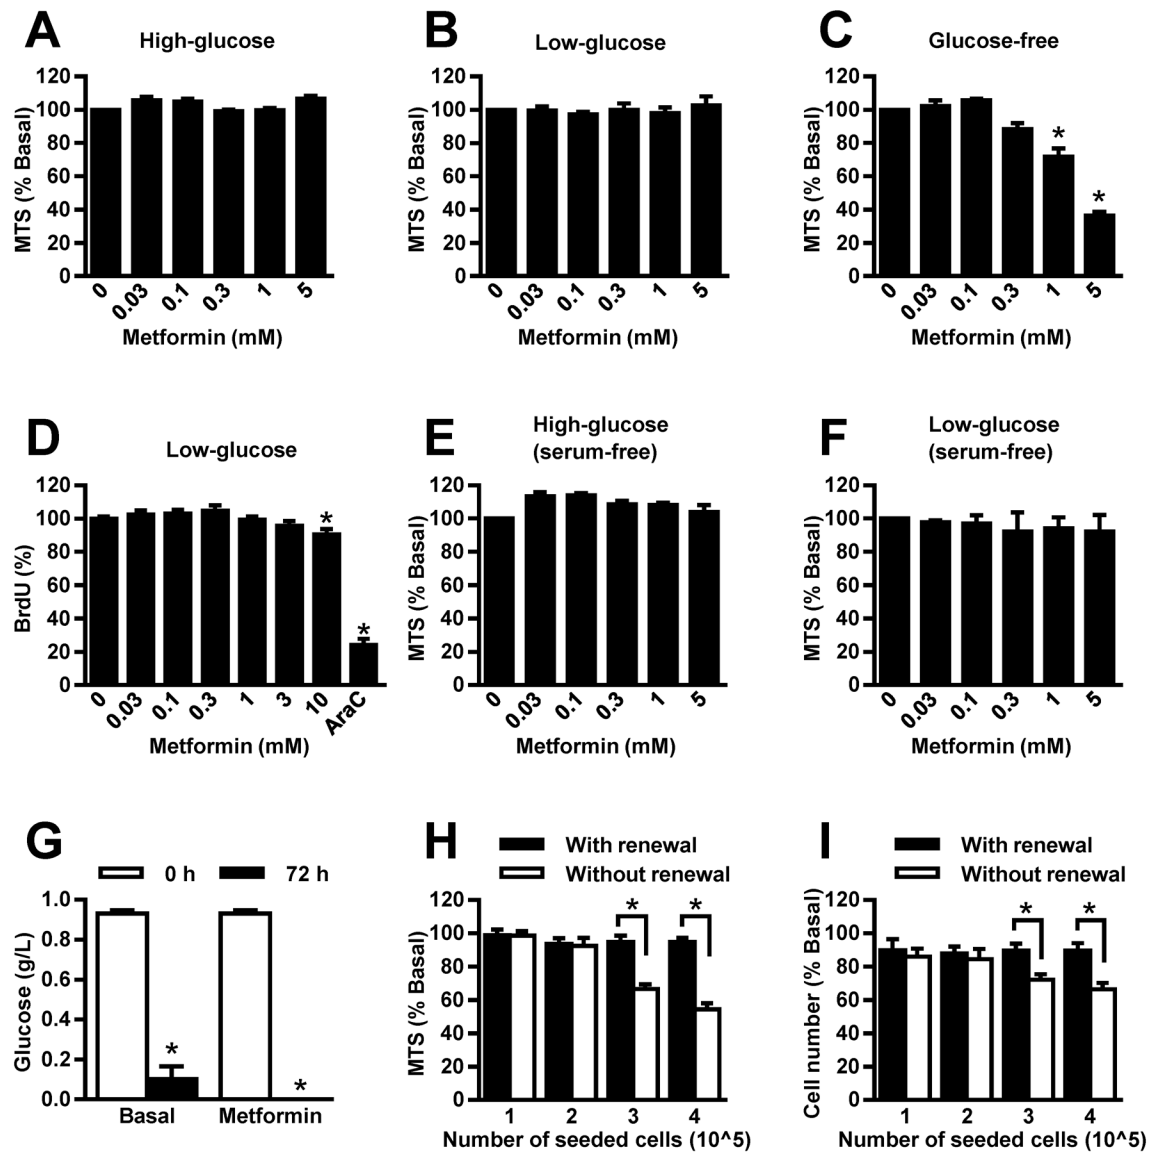 A
High-glucose
MTS (% Basal)
120
100
80
60
40
20
0
0 0.03 0.1 0.3 1 5
Metformin (mM)
B
Low-glucose
MTS (% Basal)
120
100
80
60
40
20
0
0 0.03 0.1 0.3 1 5
Metformin (mM)
C
Glucose-free
MTS (% Basal)
120
100
80
60
40
20
0
* *
0 0.03 0.1 0.3 1 5
Metformin (mM)
D
Low-glucose
BrdU (%)
120
100
80
60
40
20
0
* *
0 0.03 0.1 0.3 1 3 10 AraC
Metformin (mM)
E
High-glucose
(serum-free)
MTS (% Basal)
120
100
80
60
40
20
0
0 0.03 0.1 0.3 1 5
Metformin (mM)
F
Low-glucose
(serum-free)
MTS (% Basal)
120
100
80
60
40
20
0
0 0.03 0.1 0.3 1 5
Metformin (mM)
G
0 h 72 h
Glucose (g/L)
1.0
0.8
0.6
0.4
0.2
0.0
* *
Basal Metformin
H
With renewal
Without renewal
MTS (% Basal)
120
100
80
60
40
20
0
* *
1 2 3 4
Number of seeded cells (10^5)
I
With renewal
Without renewal
Cell number (% Basal)
120
100
80
60
40
20
0
* *
1 2 3 4
Number of seeded cells (10^5)